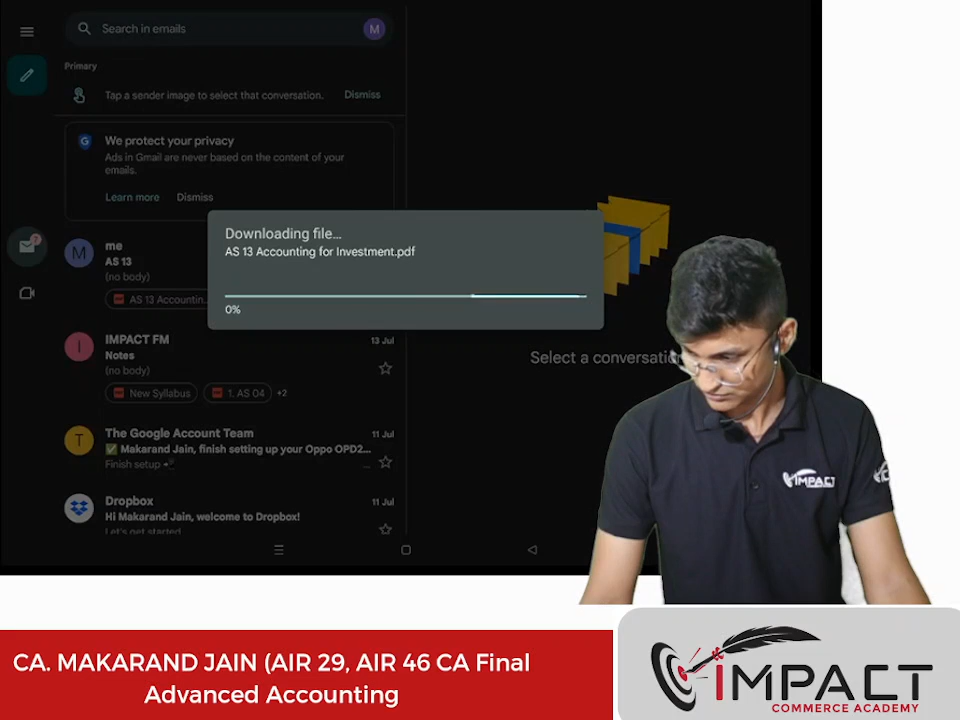 Search in emails
M
Primary
Tap a sender image to select that conversation.
Dismiss
G
We protect your privacy
Ads in Gmail are never based on the content of your
emails.
Learn more
Dismiss
Downloading file...
AS 13 Accounting for Investment.pdf
0%
M
me
AS 13
(no body)
AS 13 Accountin..
I
IMPACT FM
13 Jul
Notes
(no body)
New Syllabus
1. AS 04
+2
Select a conversation
T
The Google Account Team
11 Jul
✅ Makarand Jain, finish setting up your Oppo OPD2...
Finish setup
Dropbox
11 Jul
Hi Makarand Jain, welcome to Dropbox!
Let's get started
IMPACT
CA. MAKARAND JAIN (AIR 29, AIR 46 CA Final
Advanced Accounting
IMPACT
COMMERCE ACADEMY